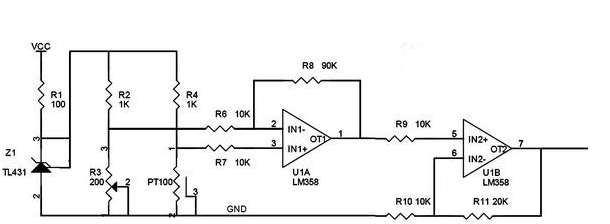 VCC
R8 90K
R1
100
R2
1K
R4
1K
R6 10K
R9 10K
2
IN1-
OT1
1
5
IN2+
OT2
7
3
3
1
3
IN1+
6
IN2-
Z1
R7 10K
TL431
R3
200
2
PT100
3
U1A
LM358
U1B
LM358
2
GND
R10 10K
R11 20K
2